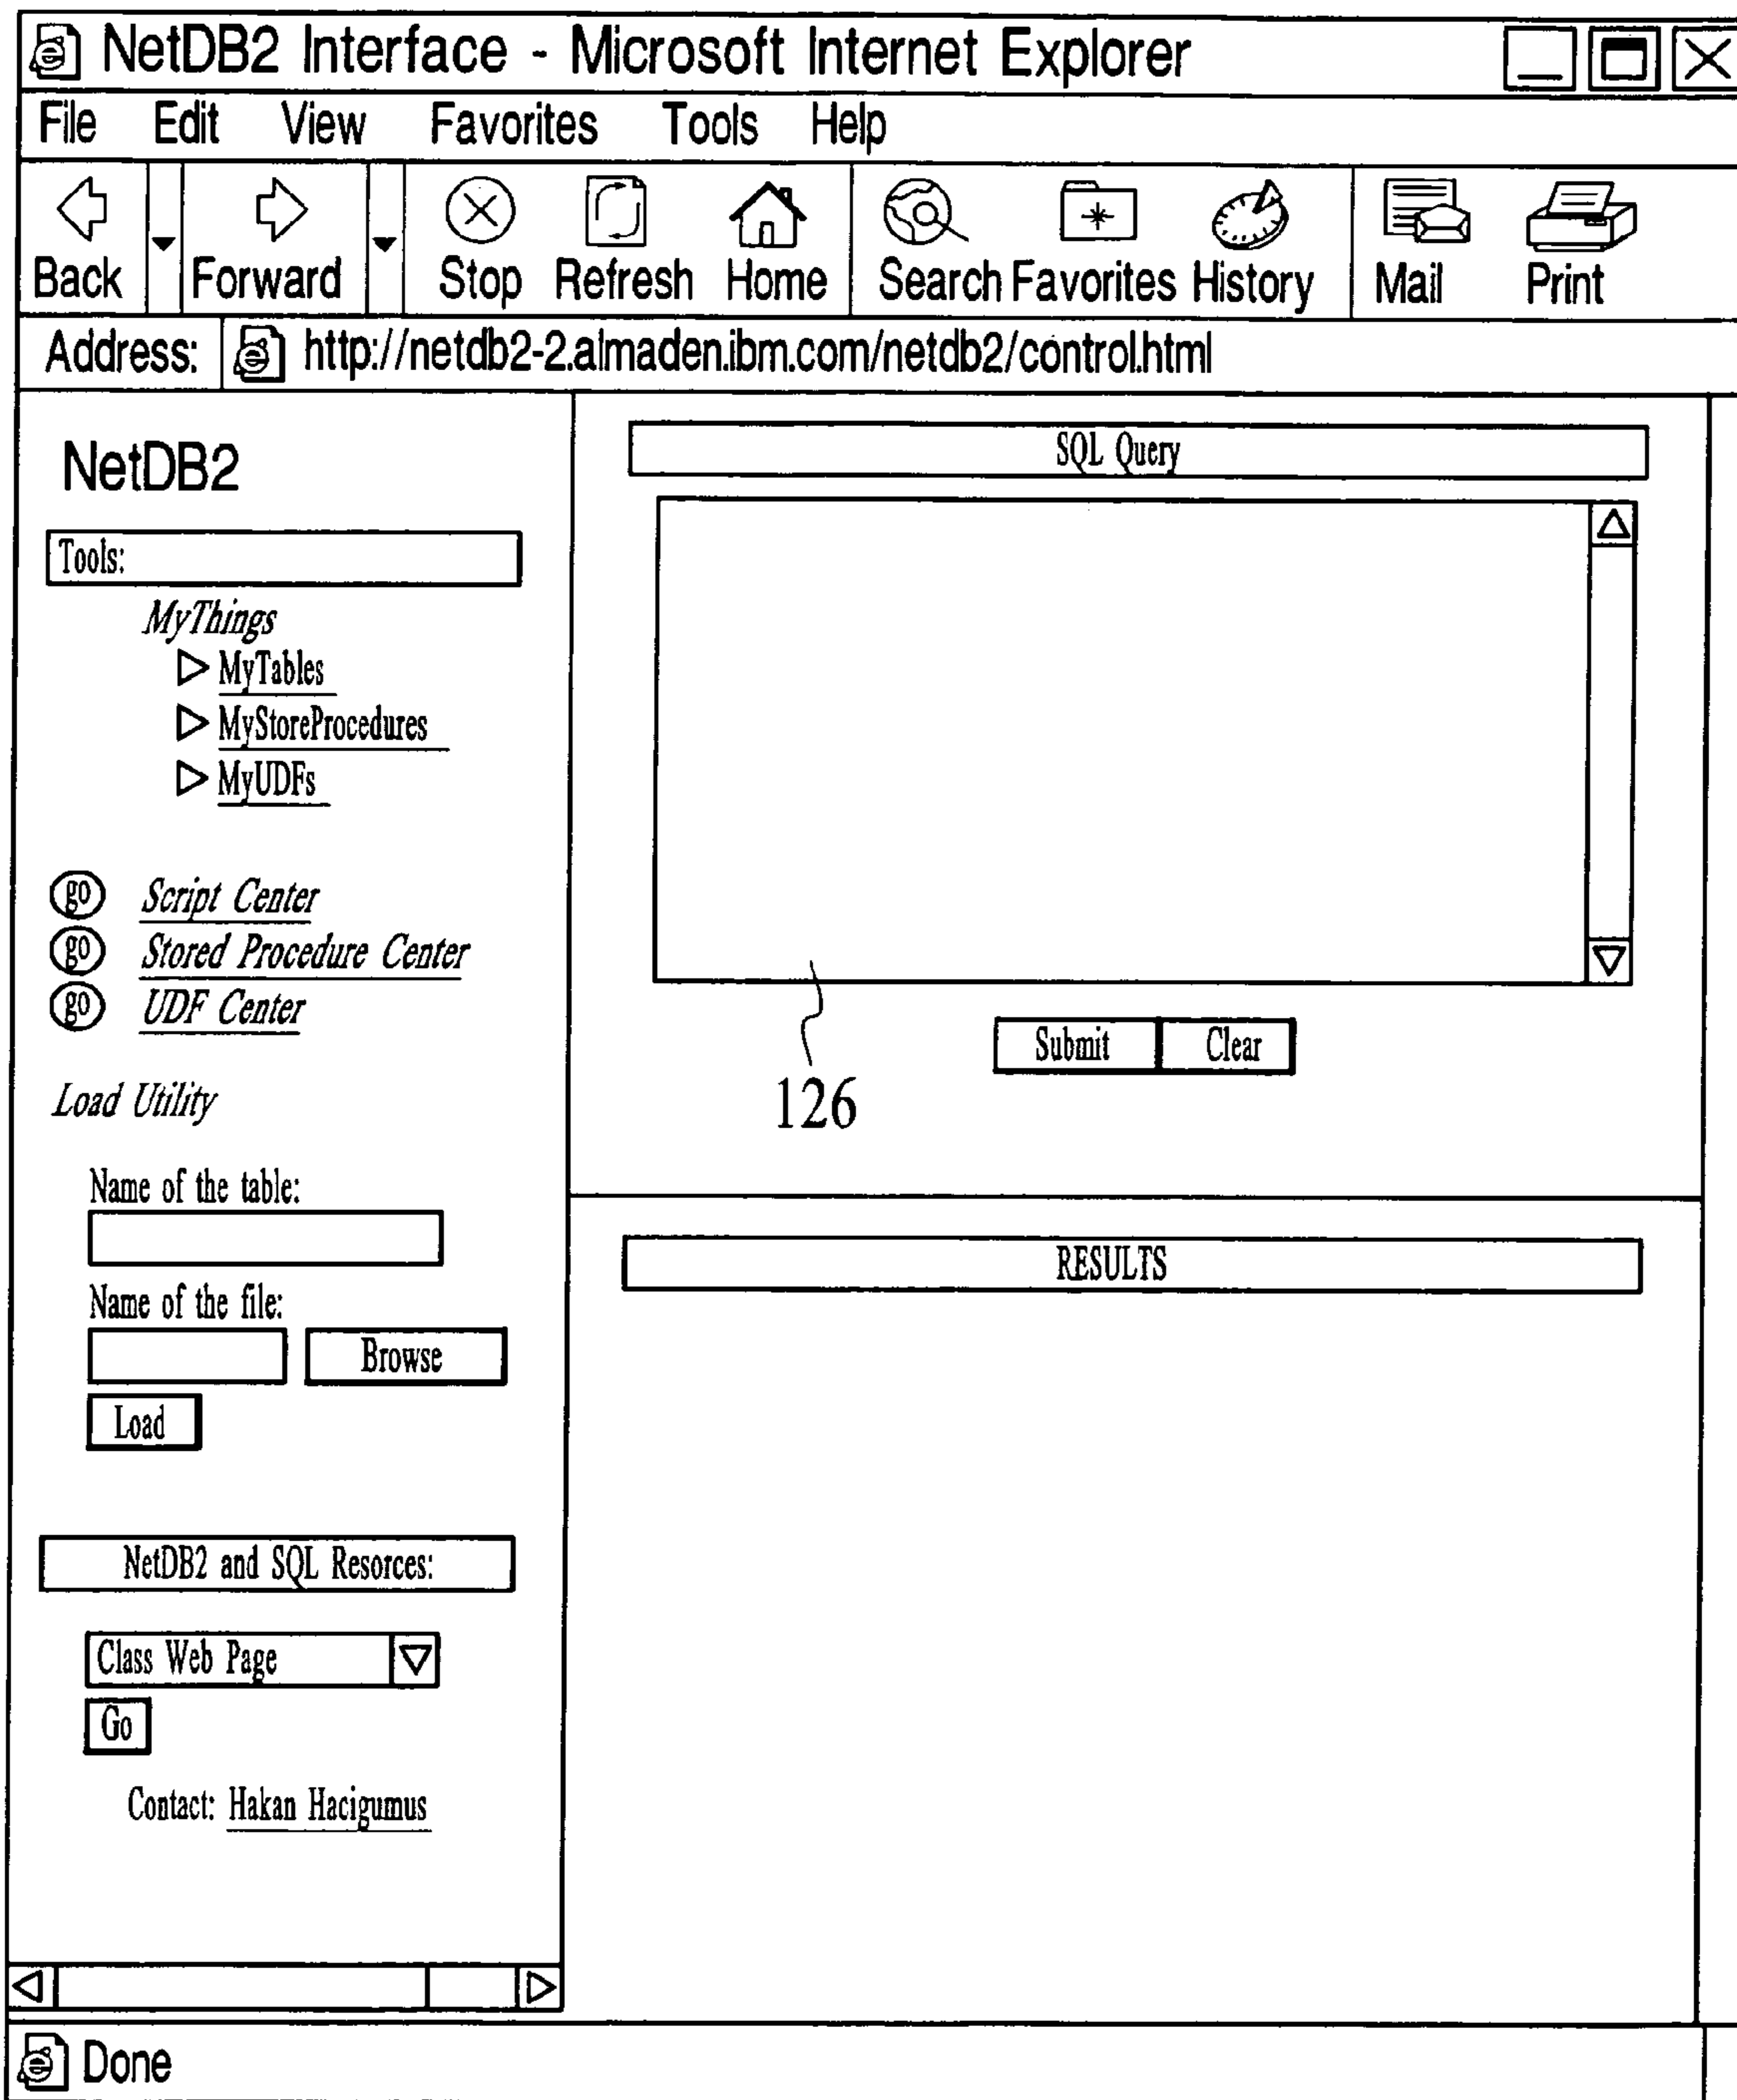 NetDB2 Interface - Microsoft Internet Explorer
File Edit View Favorites Tools Help
Back Forward Stop Refresh Home Search Favorites History Mail Print
Address: http://netdb2-2.almaden.ibm.com/netdb2/control.html
NetDB2
Tools:
MyThings
MyTables
MyStoreProcedures
MyUDFs
go Script Center
go Stored Procedure Center
go UDF Center
Load Utility
Name of the table:
Name of the file:
Browse
Load
NetDB2 and SQL Resorces:
Class Web Page
Go
Contact: Hakan Hacigumus
SQL Query
Submit Clear
126
RESULTS
Done